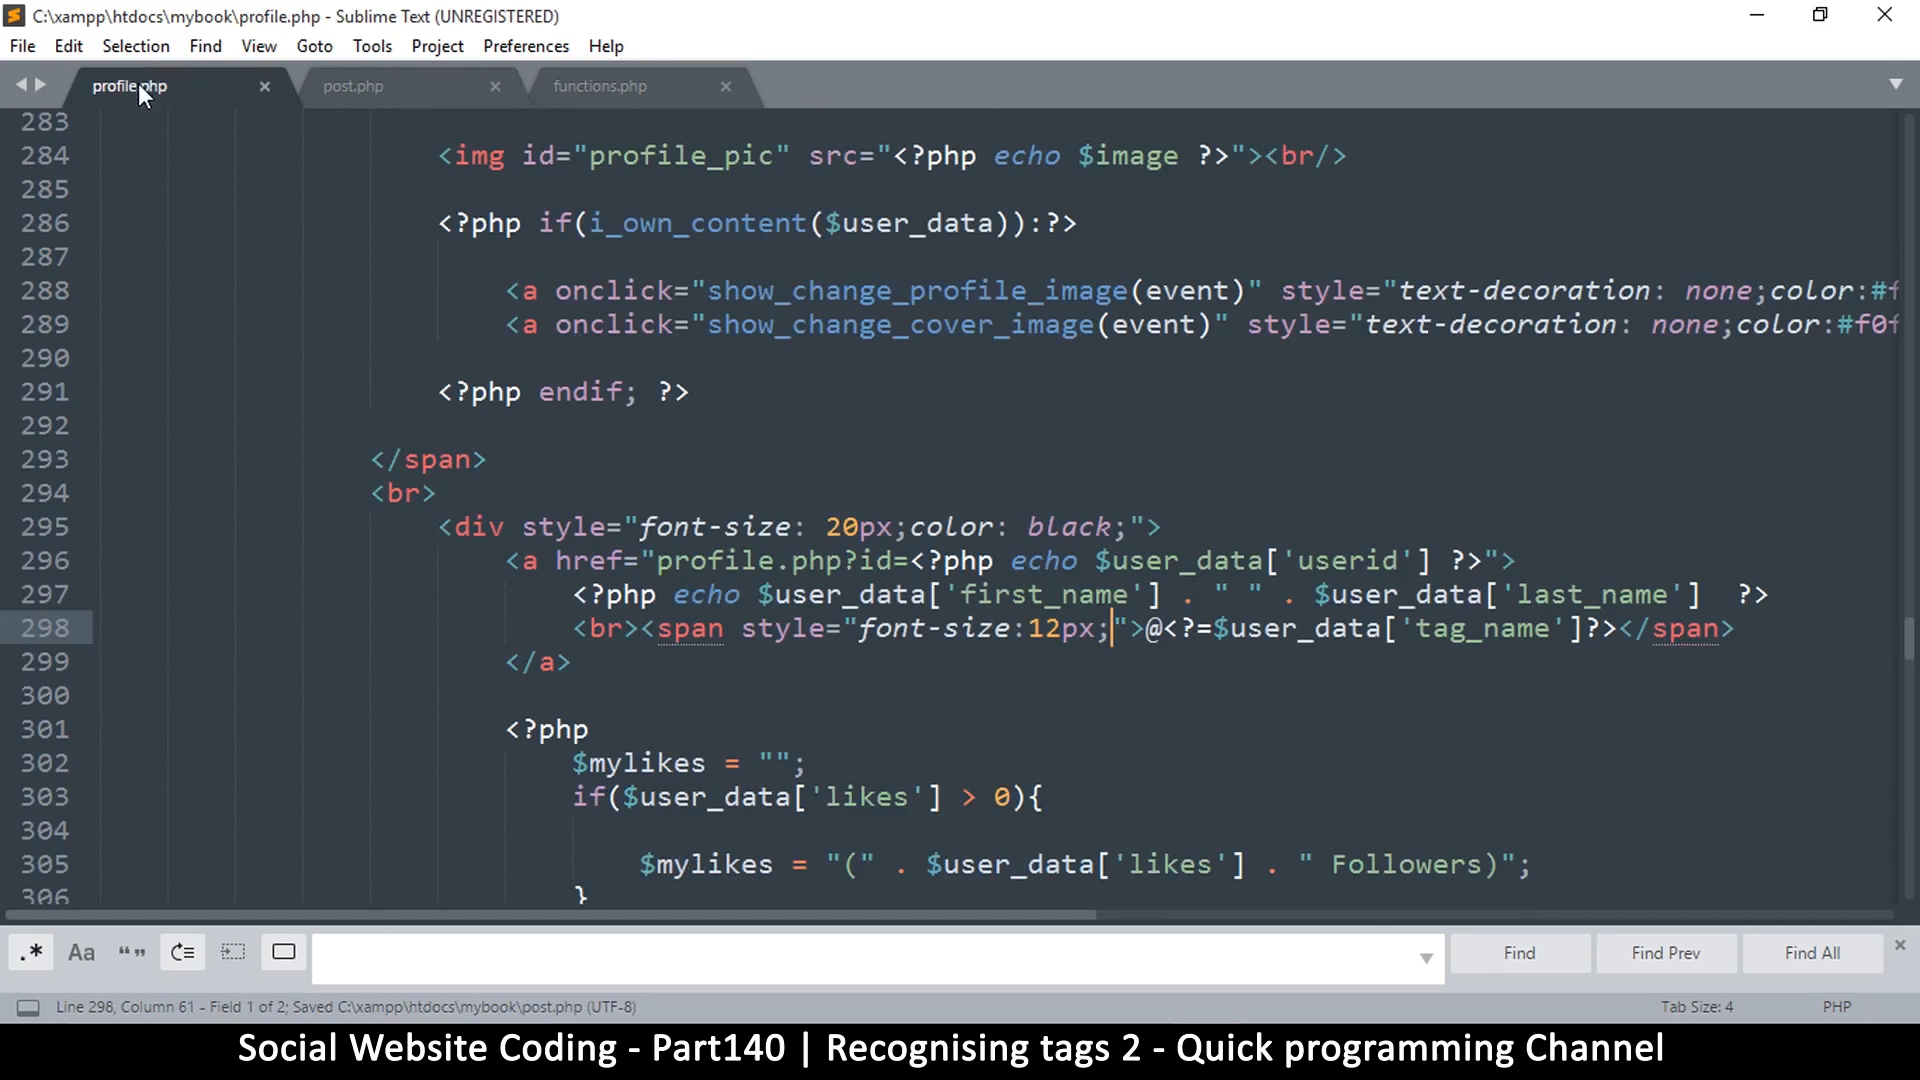 C:\xampp\htdocs\mybook\profile.php - Sublime Text (UNREGISTERED)
File Edit Selection Find View Goto Tools Project Preferences Help
profile.php post.php functions.php
283
284 <img id="profile_pic" src="<?php echo $image ?>"><br/>
285
286 <?php if(i_own_content($user_data)):?>
287
288 <a onclick="show_change_profile_image(event)" style="text-decoration: none;color:#f
289 <a onclick="show_change_cover_image(event)" style="text-decoration: none;color:#f0f
290
291 <?php endif; ?>
292
293 </span>
294 <br>
295 <div style="font-size: 20px;color: black;">
296 <a href="profile.php?id=<?php echo $user_data['userid'] ?>">
297 <?php echo $user_data['first_name'] . " " . $user_data['last_name']  ?>
298 <br><span style="font-size:12px;">@<?=$user_data['tag_name']?></span>
299 </a>
300
301 <?php
302 $mylikes = "";
303 if($user_data['likes'] > 0){
304
305 $mylikes = "(" . $user_data['likes'] . " Followers)";
306 }
.* Aa “” Find Find Prev Find All
Line 298, Column 61 - Field 1 of 2; Saved C:\xampp\htdocs\mybook\post.php (UTF-8) Tab Size: 4 PHP
Social Website Coding - Part140 | Recognising tags 2 - Quick programming Channel